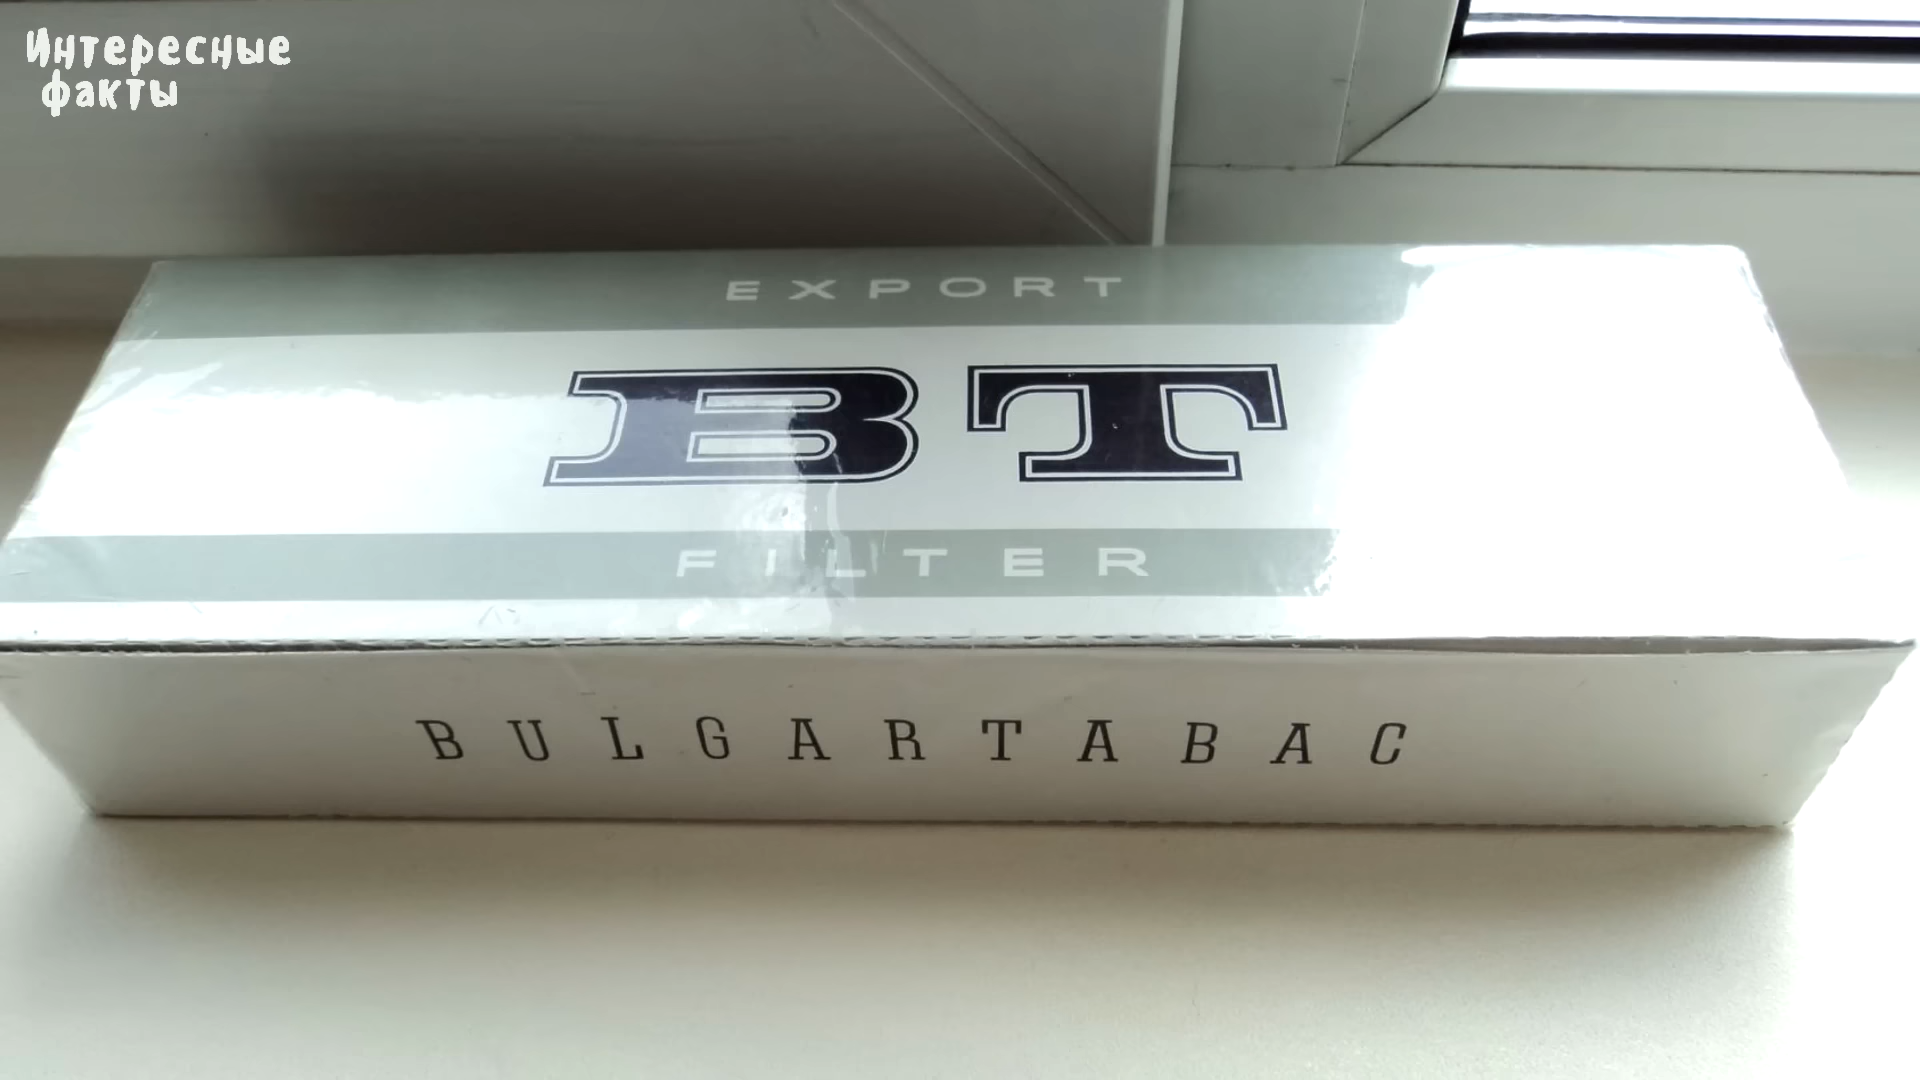 Интересные
факты
EXPORT
BT
FILTER
BULGARTABAC